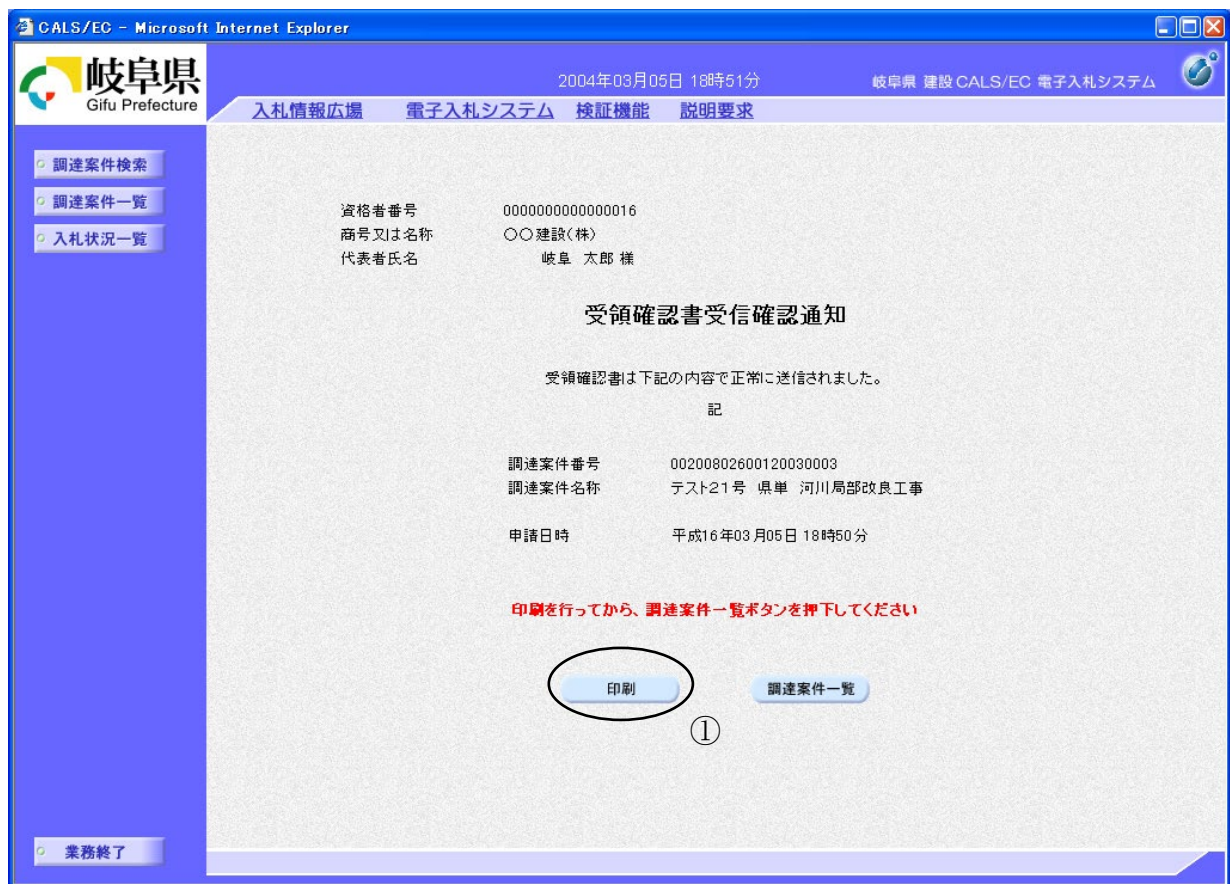 CALS/EC - Microsoft Internet Explorer
岐阜県
Gifu Prefecture
2004年03月05日 18時51分
岐阜県 建設 CALS/EC 電子入札システム
入札情報広場 電子入札システム 検証機能 説明要求
調達案件検索
調達案件一覧
入札状況一覧
資格者番号 0000000000000016
商号又は名称 〇〇建設(株)
代表者氏名 岐阜 太郎 様
受領確認書受信確認通知
受領確認書は下記の内容で正常に送信されました。
記
調達案件番号 00200802600120030003
調達案件名称 テスト21号 県単 河川局部改良工事
申請日時 平成16年03月05日 18時50分
印刷を行ってから、調達案件一覧ボタンを押下してください
印刷 調達案件一覧
①
業務終了